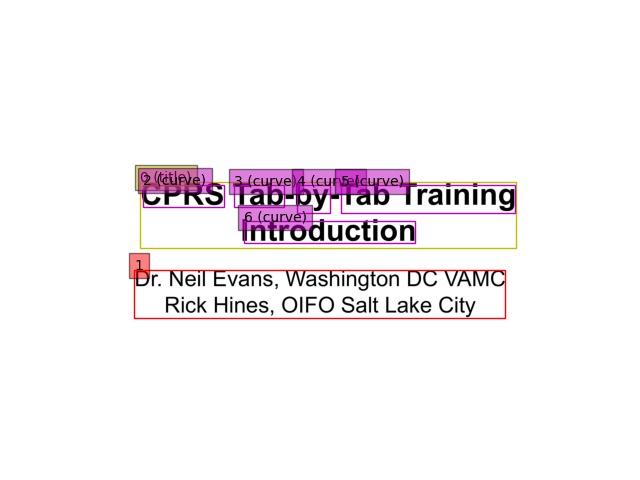 0 (title)
2 (curve) 3 (curve) 4 (curve) 5 (curve)
CPRS Tab-by-Tab Training
6 (curve)
Introduction
1
Dr. Neil Evans, Washington DC VAMC
Rick Hines, OIFO Salt Lake City